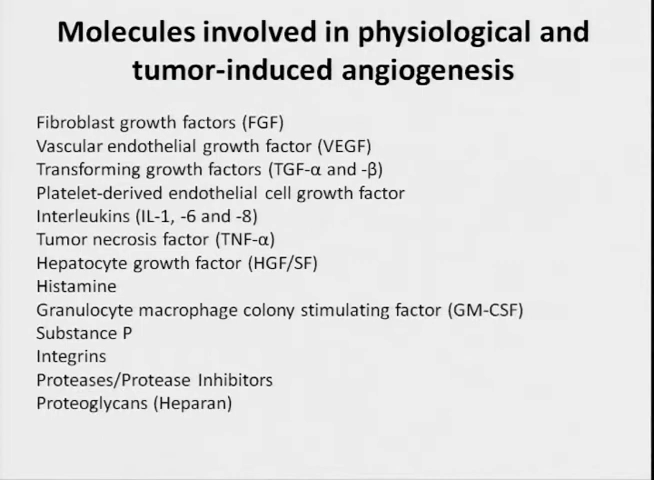 Molecules involved in physiological and
tumor-induced angiogenesis
Fibroblast growth factors (FGF)
Vascular endothelial growth factor (VEGF)
Transforming growth factors (TGF-α and -β)
Platelet-derived endothelial cell growth factor
Interleukins (IL-1, -6 and -8)
Tumor necrosis factor (TNF-α)
Hepatocyte growth factor (HGF/SF)
Histamine
Granulocyte macrophage colony stimulating factor (GM-CSF)
Substance P
Integrins
Proteases/Protease Inhibitors
Proteoglycans (Heparan)